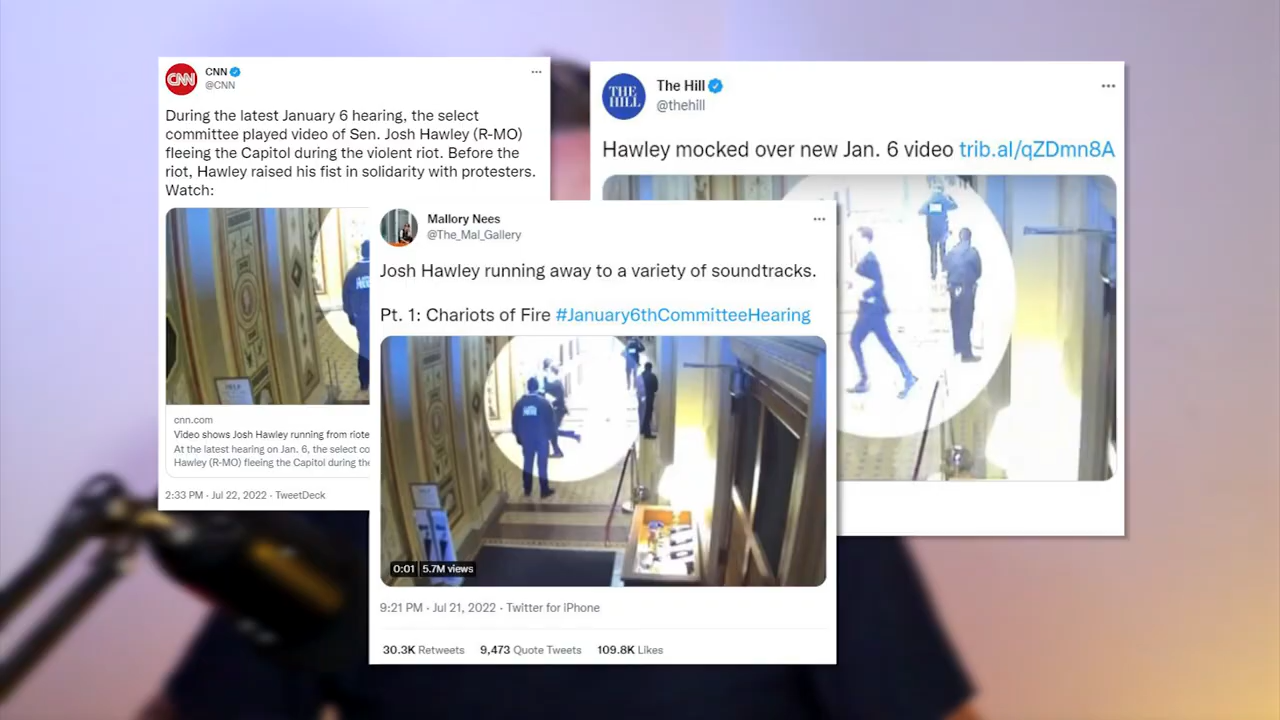 CNN
CNN
@CNN
During the latest January 6 hearing, the select
committee played video of Sen. Josh Hawley (R-MO)
fleeing the Capitol during the violent riot. Before the
riot, Hawley raised his fist in solidarity with protesters.
Watch:
HELP
cnn.com
Video shows Josh Hawley running from riote
At the latest hearing on Jan. 6, the select co
Hawley (R-MO) fleeing the Capitol during the
2:33 PM · Jul 22, 2022 · TweetDeck
THE
HILL
The Hill
@thehill
Hawley mocked over new Jan. 6 video trib.al/qZDmn8A
Mallory Nees
@The_Mal_Gallery
Josh Hawley running away to a variety of soundtracks.
Pt. 1: Chariots of Fire #January6thCommitteeHearing
0:01 5.7M views
9:21 PM · Jul 21, 2022 · Twitter for iPhone
30.3K Retweets 9,473 Quote Tweets 109.8K Likes